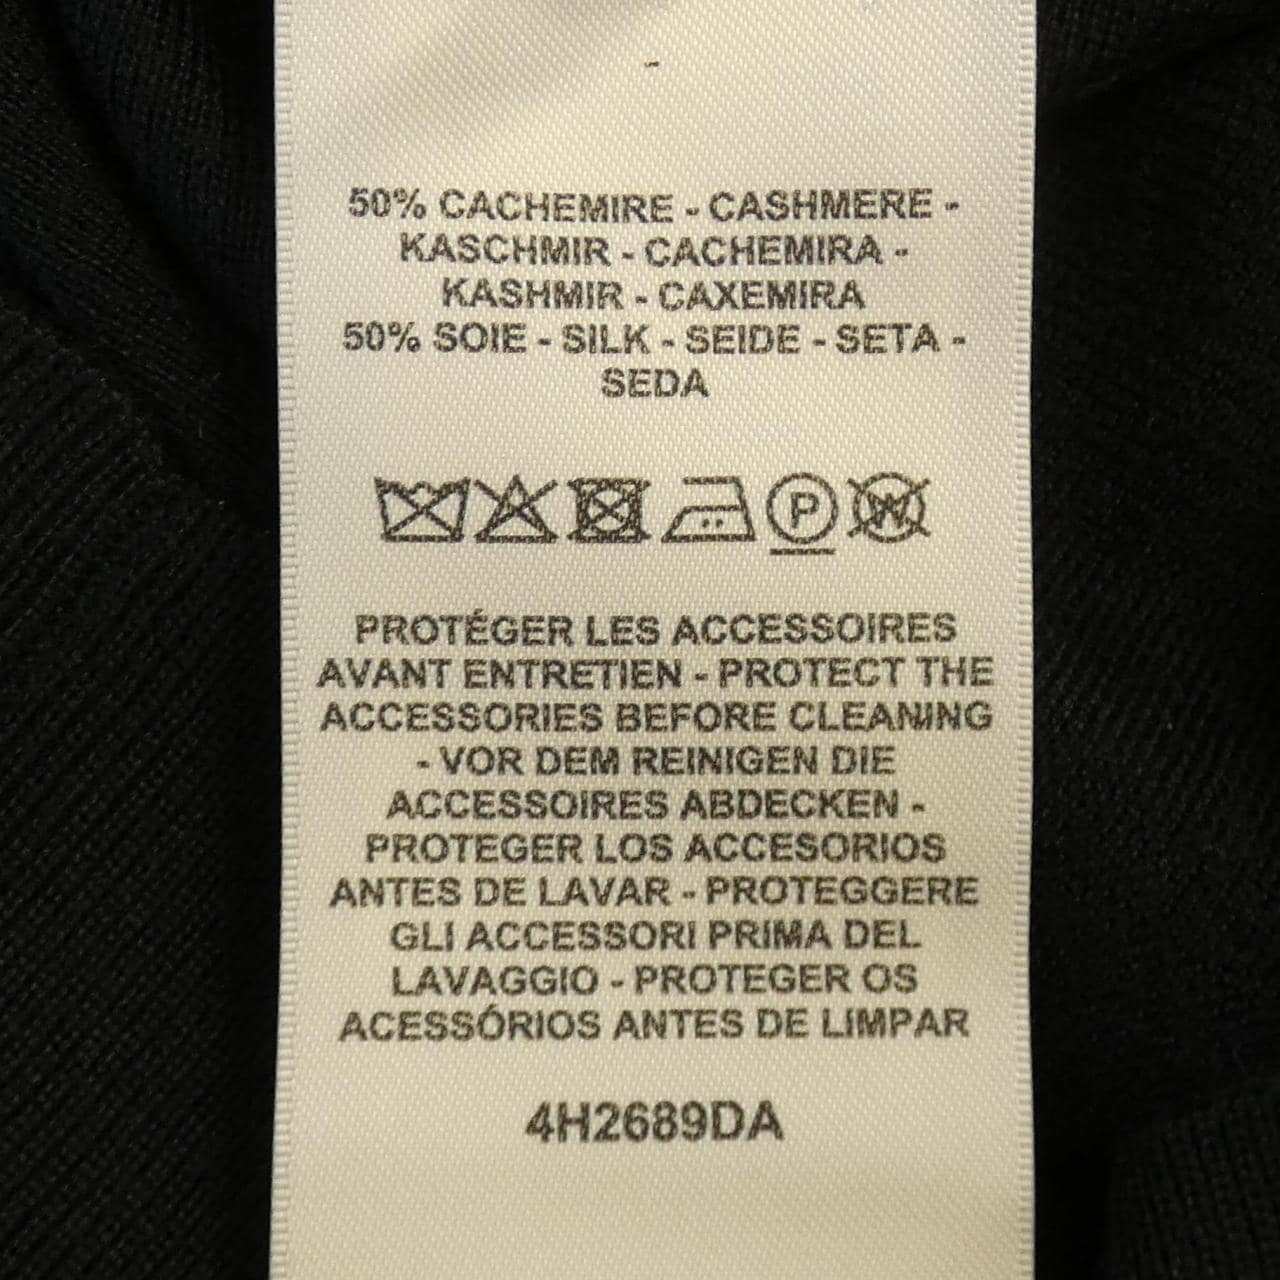 50% CACHEMIRE - CASHMERE -
KASCHMIR - CACHEMIRA -
KASHMIR - CAXEMIRA
50% SOIE - SILK - SEIDE - SETA -
SEDA
P W
PROTÉGER LES ACCESSOIRES
AVANT ENTRETIEN - PROTECT THE
ACCESSORIES BEFORE CLEANING
- VOR DEM REINIGEN DIE
ACCESSOIRES ABDECKEN -
PROTEGER LOS ACCESORIOS
ANTES DE LAVAR - PROTEGGERE
GLI ACCESSORI PRIMA DEL
LAVAGGIO - PROTEGER OS
ACESSÓRIOS ANTES DE LIMPAR
4H2689DA